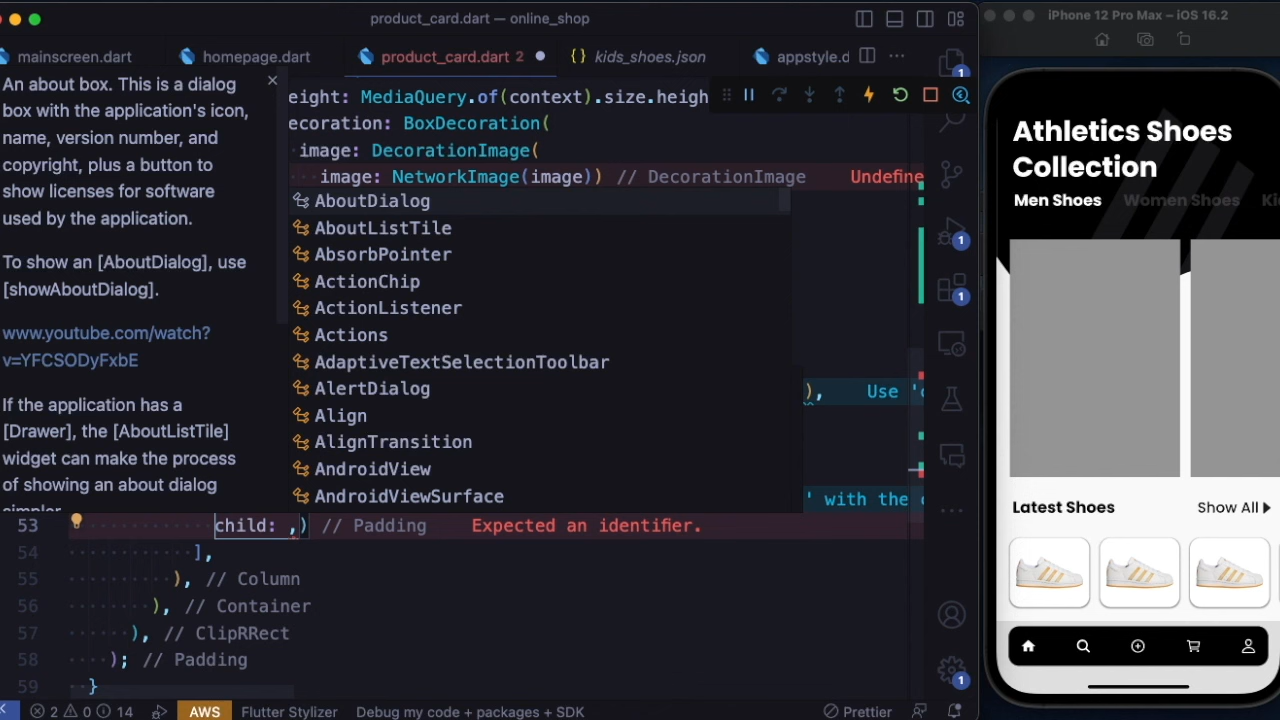 product_card.dart — online_shop
iPhone 12 Pro Max – iOS 16.2
mainscreen.dart
homepage.dart
product_card.dart 2
{} kids_shoes.json
appstyle.d
An about box. This is a dialog
box with the application's icon,
name, version number, and
copyright, plus a button to
show licenses for software
used by the application.
To show an [AboutDialog], use
[showAboutDialog].
www.youtube.com/watch?
v=YFCSODyFxbE
If the application has a
[Drawer], the [AboutListTile]
widget can make the process
of showing an about dialog
simpler
eight: MediaQuery.of(context).size.heigh
ecoration: BoxDecoration(
image: DecorationImage(
image: NetworkImage(image)) // DecorationImage Undefine
AboutDialog
AboutListTile
AbsorbPointer
ActionChip
ActionListener
Actions
AdaptiveTextSelectionToolbar
AlertDialog
Align
AlignTransition
AndroidView
AndroidViewSurface
), Use 'c
' with the c
53 child: ,) // Padding Expected an identifier.
54 ],
55 ), // Column
56 ), // Container
57 ), // ClipRRect
58 ); // Padding
59 }
2 0 14 AWS Flutter Stylizer Debug my code + packages + SDK Prettier
1
1
1
1
Athletics Shoes
Collection
Men Shoes Women Shoes Ki
Latest Shoes Show All